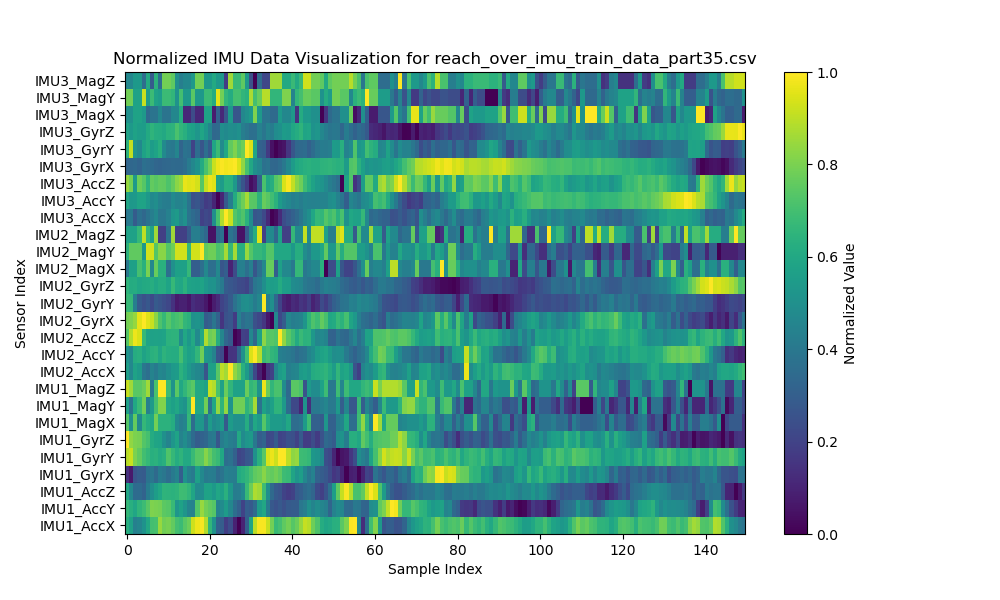 Normalized IMU Data Visualization for reach_over_imu_train_data_part35.csv
IMU3_MagZ
IMU3_MagY
IMU3_MagX
IMU3_GyrZ
IMU3_GyrY
IMU3_GyrX
IMU3_AccZ
IMU3_AccY
IMU3_AccX
IMU2_MagZ
IMU2_MagY
IMU2_MagX
IMU2_GyrZ
IMU2_GyrY
IMU2_GyrX
IMU2_AccZ
IMU2_AccY
IMU2_AccX
IMU1_MagZ
IMU1_MagY
IMU1_MagX
IMU1_GyrZ
IMU1_GyrY
IMU1_GyrX
IMU1_AccZ
IMU1_AccY
IMU1_AccX
Sensor Index
0 20 40 60 80 100 120 140
Sample Index
1.0
0.8
0.6
0.4
0.2
0.0
Normalized Value